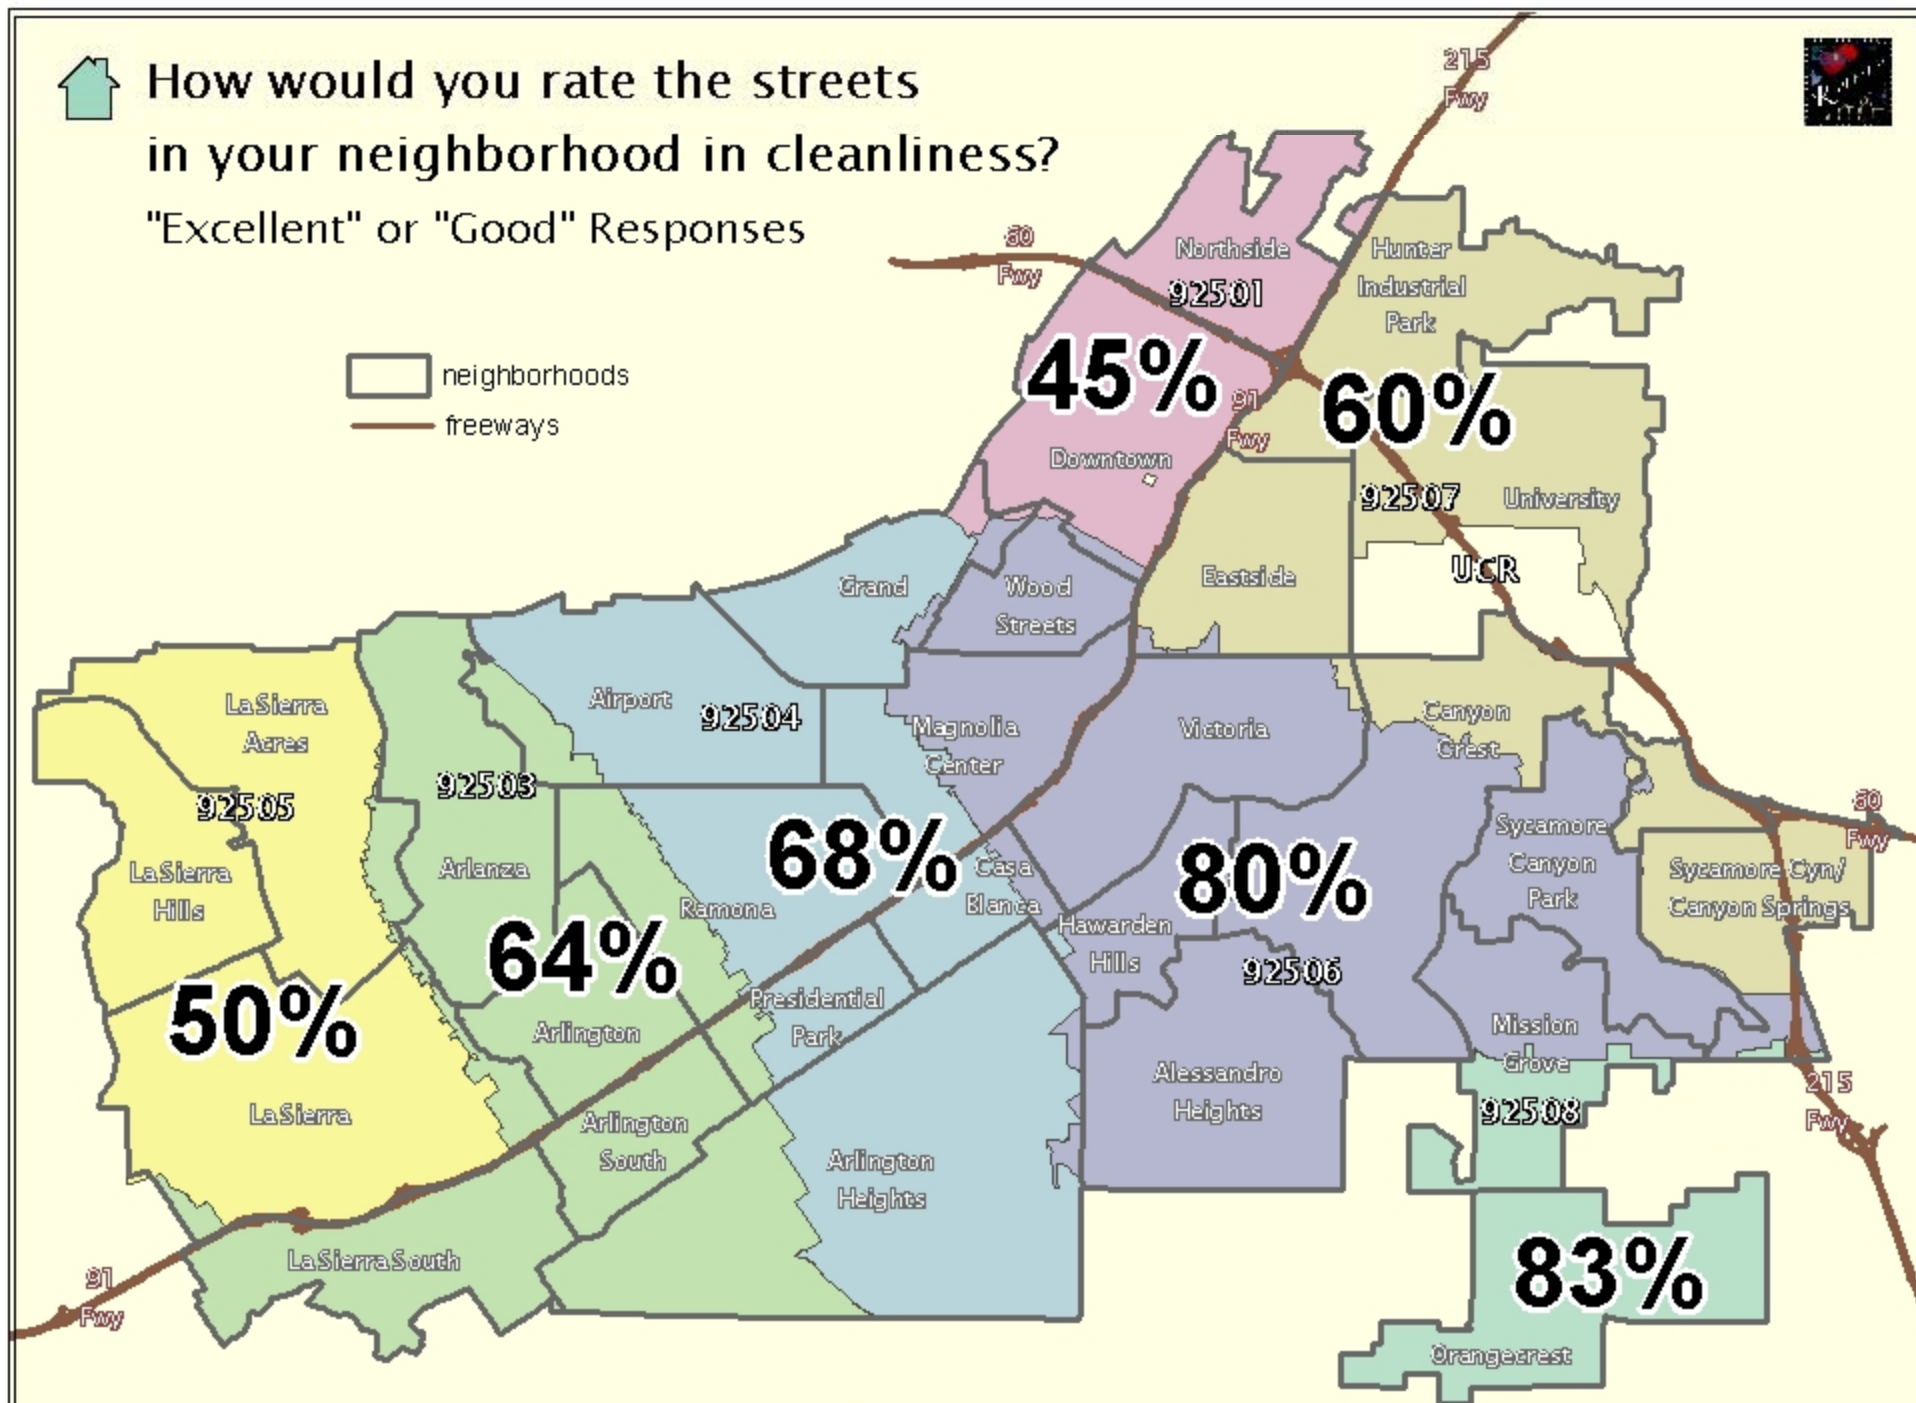 How would you rate the streets
in your neighborhood in cleanliness?
"Excellent" or "Good" Responses
neighborhoods
freeways
215
Fwy
60
Fwy
Northside
92501
Hunter
Industrial
Park
45%
91
Fwy
60%
Downtown
92507
University
UCR
Eastside
Grand
Wood
Streets
Airport
92504
Magnolia
Center
Victoria
Canyon
Crest
La Sierra
Acres
92505
92503
La Sierra
Hills
Arlanza
68%
Ramona
Casa
Blanca
80%
Hawarden
Hills
92506
Sycamore
Canyon
Park
60
Fwy
Sycamore Cyn/
Canyon Springs
50%
64%
Arlington
Presidential
Park
Mission
Grove
La Sierra
Arlington
South
Alessandro
Heights
92508
215
Fwy
Arlington
Heights
La Sierra South
91
Fwy
83%
Orangecrest